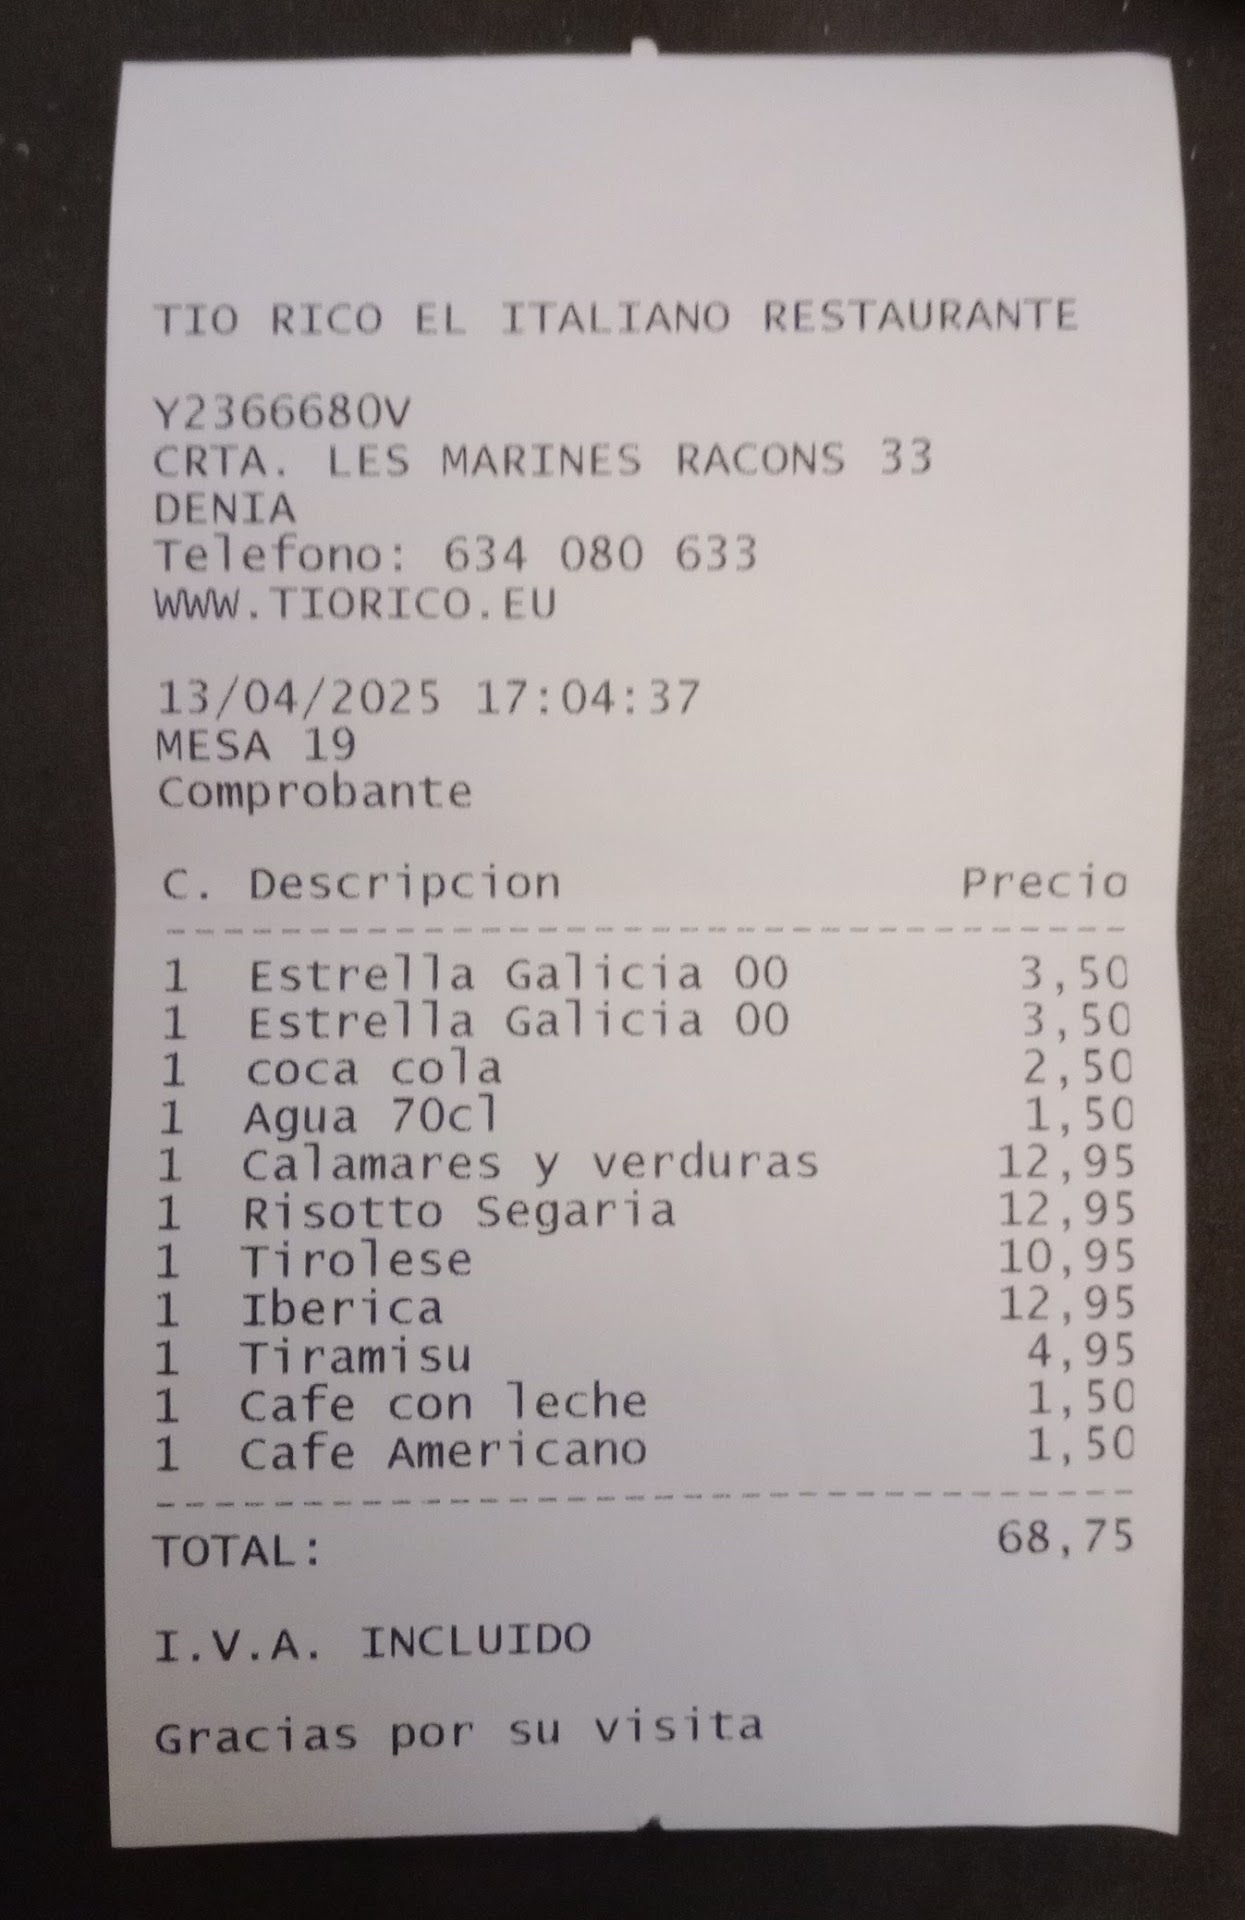 TIO RICO EL ITALIANO RESTAURANTE
Y2366680V
CRTA. LES MARINES RACONS 33
DENIA
Telefono: 634 080 633
WWW.TIORICO.EU
13/04/2025 17:04:37
MESA 19
Comprobante
C. Descripcion Precio
1 Estrella Galicia 00 3,50
1 Estrella Galicia 00 3,50
1 coca cola 2,50
1 Agua 70cl 1,50
1 Calamares y verduras 12,95
1 Risotto Segaria 12,95
1 Tirolese 10,95
1 Iberica 12,95
1 Tiramisu 4,95
1 Cafe con leche 1,50
1 Cafe Americano 1,50
TOTAL: 68,75
I.V.A. INCLUIDO
Gracias por su visita